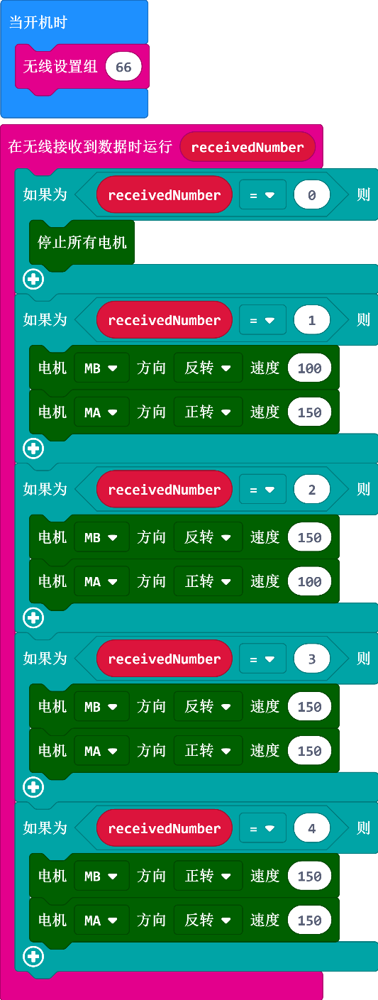 当开机时
无线设置组 66
在无线接收到数据时运行 receivedNumber
如果为 receivedNumber = 0 则
停止所有电机
如果为 receivedNumber = 1 则
电机 MB 方向 反转 速度 100
电机 MA 方向 正转 速度 150
如果为 receivedNumber = 2 则
电机 MB 方向 反转 速度 150
电机 MA 方向 正转 速度 100
如果为 receivedNumber = 3 则
电机 MB 方向 反转 速度 150
电机 MA 方向 正转 速度 150
如果为 receivedNumber = 4 则
电机 MB 方向 正转 速度 150
电机 MA 方向 反转 速度 150